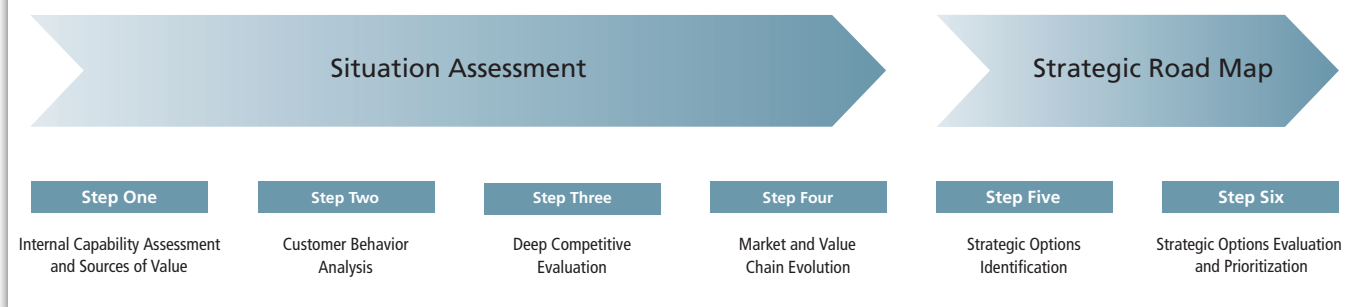 Situation Assessment
Strategic Road Map
Step One
Step Two
Step Three
Step Four
Step Five
Step Six
Internal Capability Assessment
and Sources of Value
Customer Behavior
Analysis
Deep Competitive
Evaluation
Market and Value
Chain Evolution
Strategic Options
Identification
Strategic Options Evaluation
and Prioritization